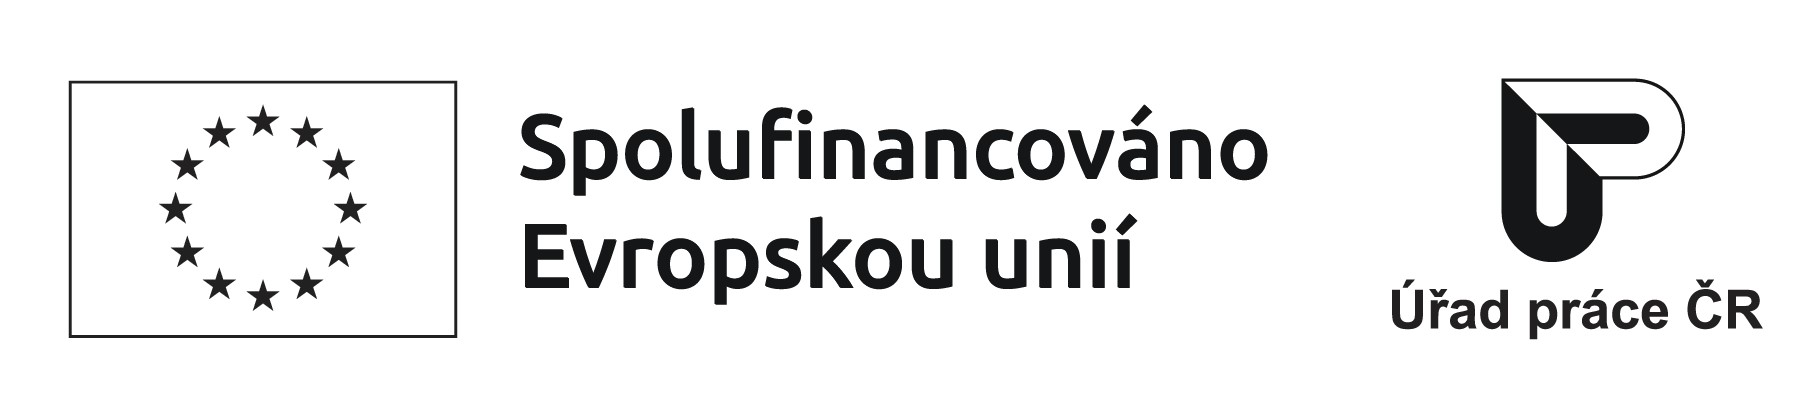 Spolufinancováno
Evropskou unií
Úřad práce ČR